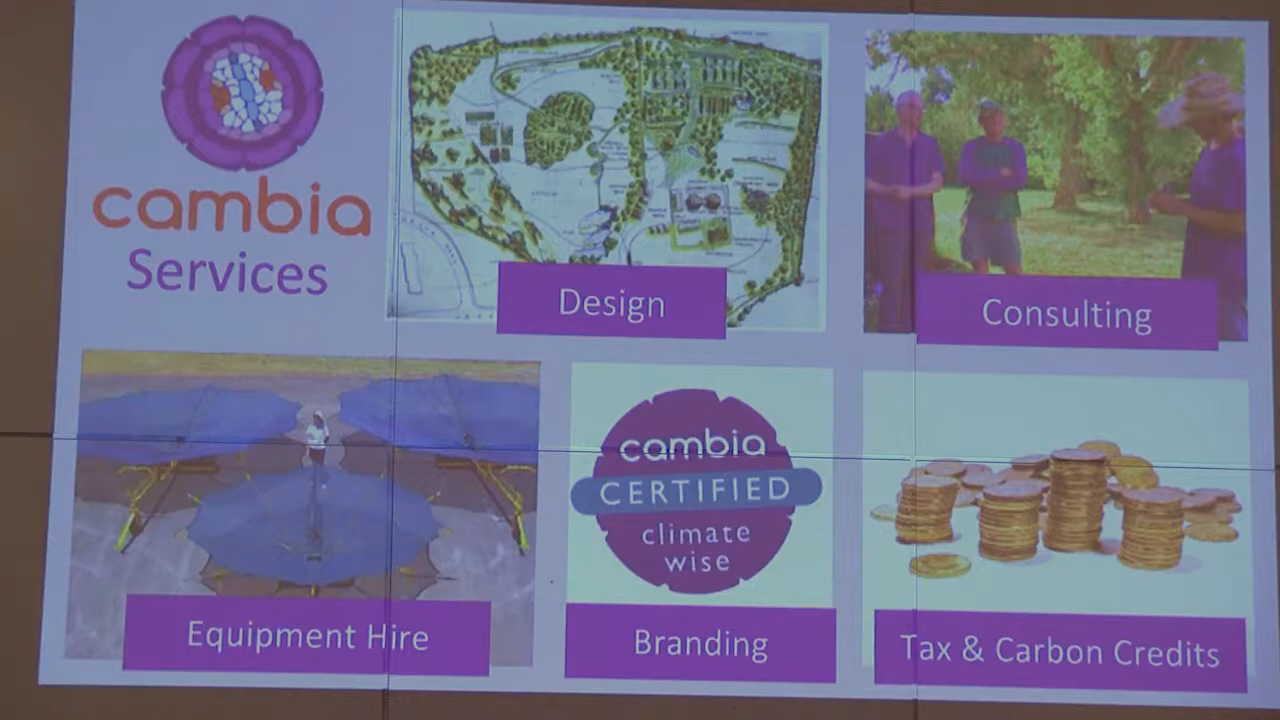 cambia
Services
Design
Consulting
Equipment Hire
cambia
CERTIFIED
climate
wise
Branding
Tax & Carbon Credits